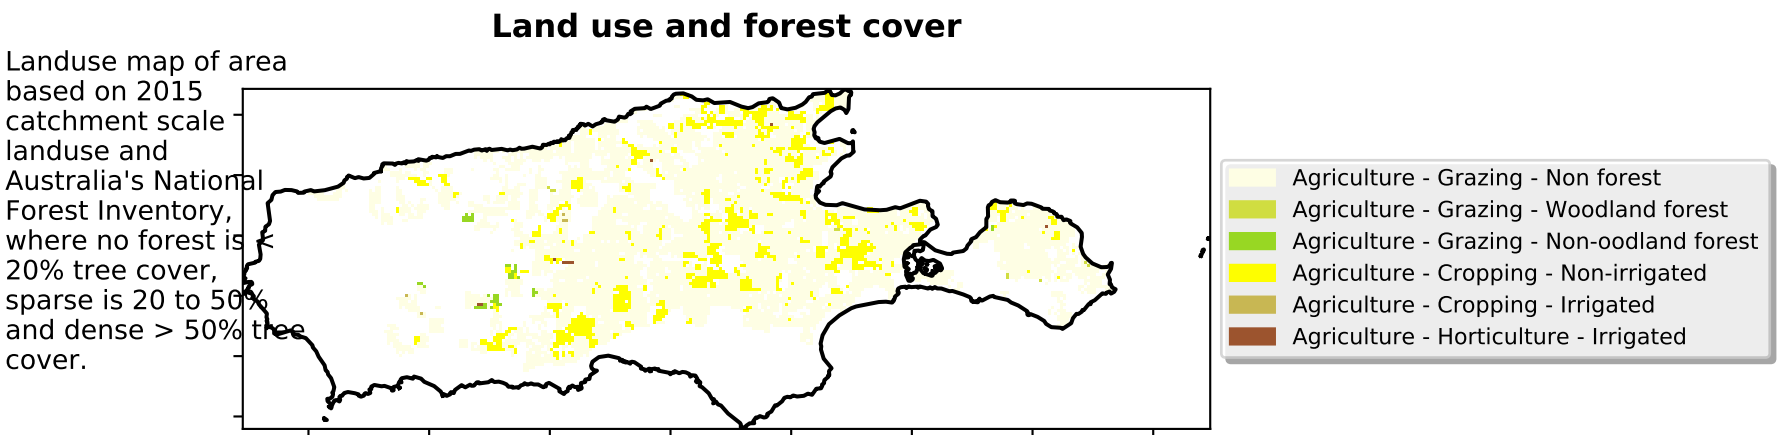 Land use and forest cover
Landuse map of area
based on 2015
catchment scale
landuse and
Australia's National
Forest Inventory,
where no forest is <
20% tree cover,
sparse is 20 to 50%
and dense > 50% tree
cover.
Agriculture - Grazing - Non forest
Agriculture - Grazing - Woodland forest
Agriculture - Grazing - Non-oodland forest
Agriculture - Cropping - Non-irrigated
Agriculture - Cropping - Irrigated
Agriculture - Horticulture - Irrigated